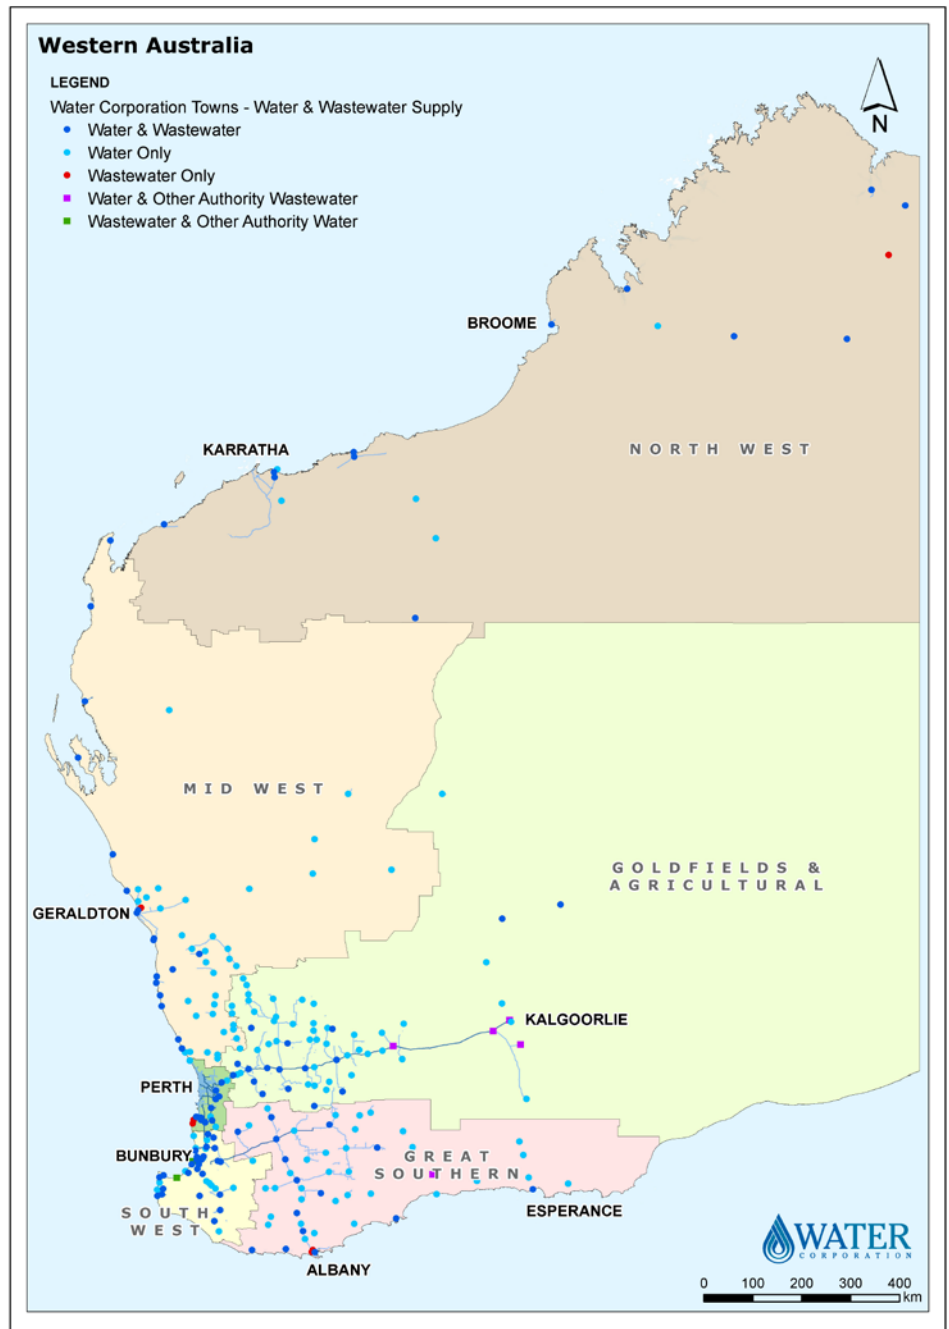 Western Australia
LEGEND
Water Corporation Towns - Water & Wastewater Supply
Water & Wastewater
Water Only
Wastewater Only
Water & Other Authority Wastewater
Wastewater & Other Authority Water
N
BROOME
KARRATHA
NORTH WEST
MID WEST
GOLDFIELDS &
AGRICULTURAL
GERALDTON
KALGOORLIE
PERTH
BUNBURY
GREAT
SOUTHERN
SOUTH
WEST
ESPERANCE
ALBANY
WATER
CORPORATION
0 100 200 300 400
km